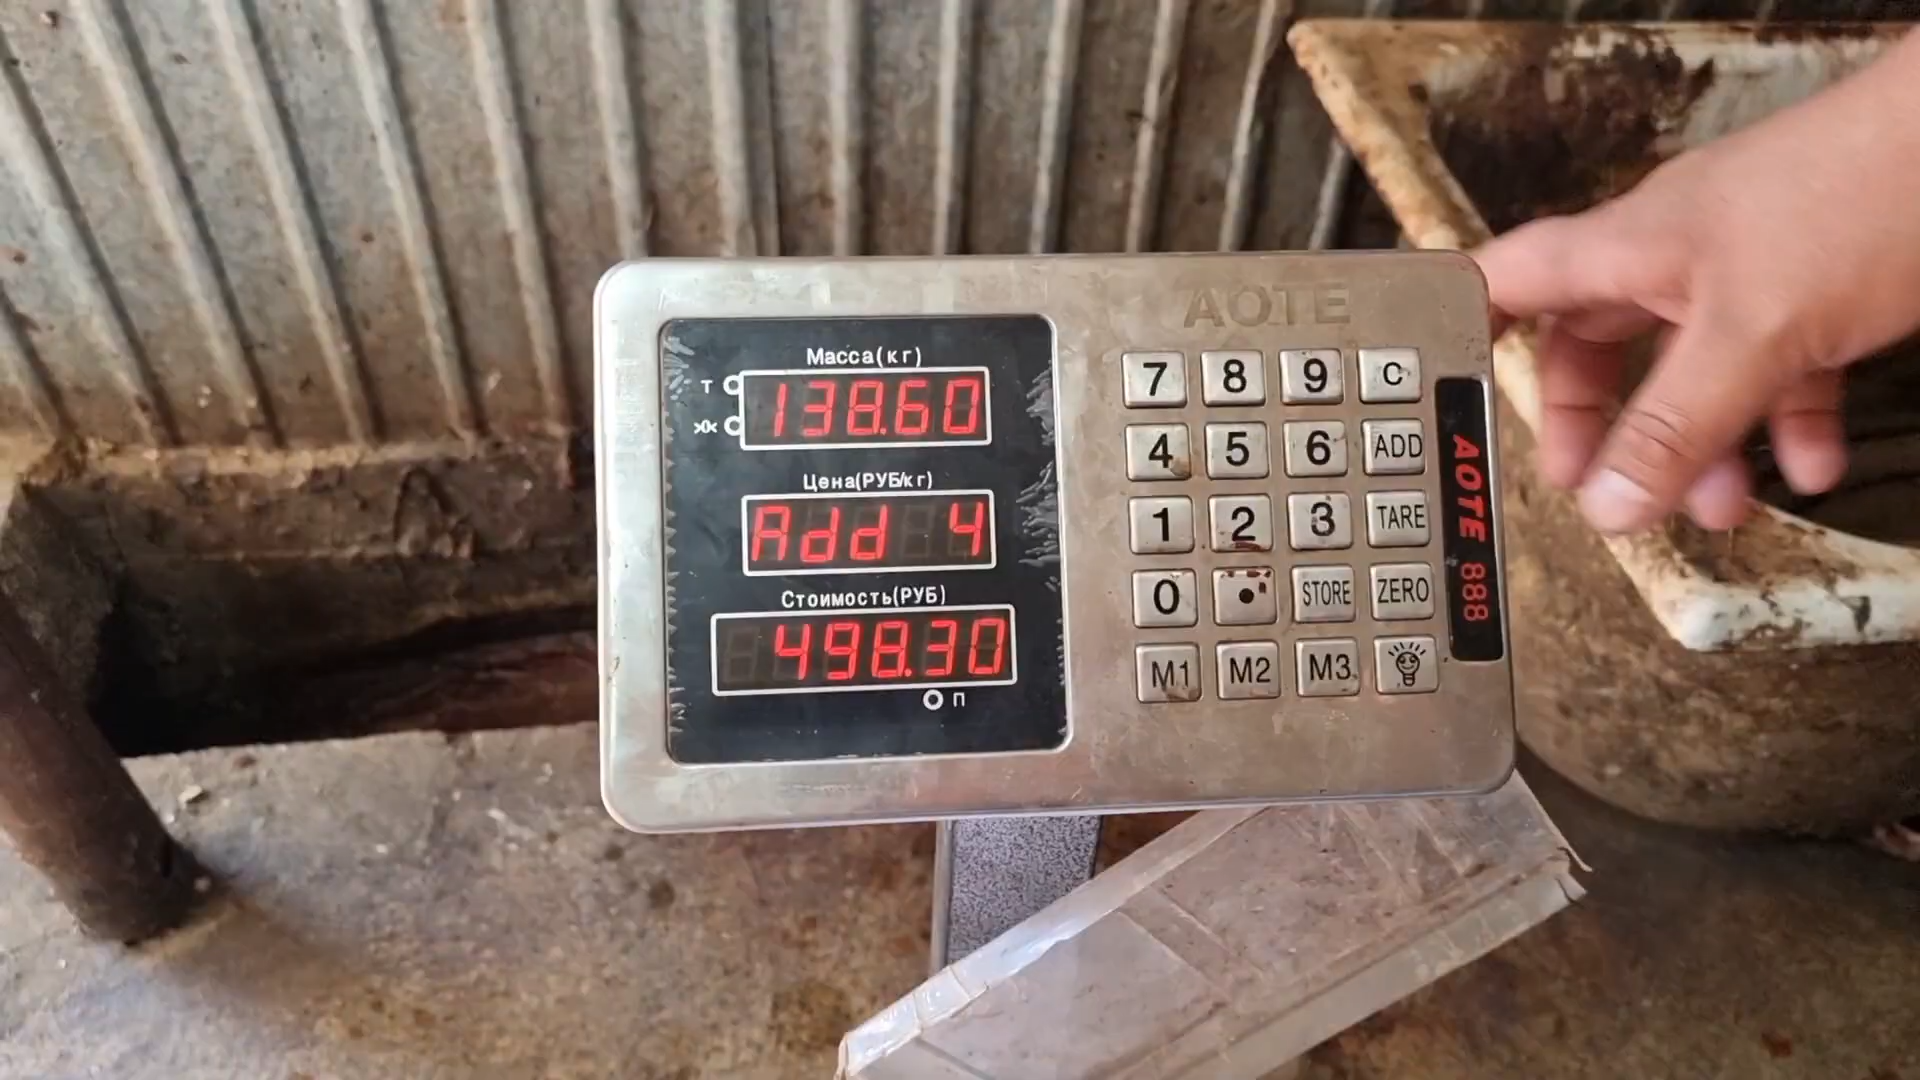 AOTE
Масса(кг)
T
138.60
>0<
Цена(РУБ/кг)
Add 4
Стоимость(РУБ)
498.30
П
7 8 9 C
4 5 6 ADD
1 2 3 TARE
0 . STORE ZERO
M1 M2 M3
AOTE 888